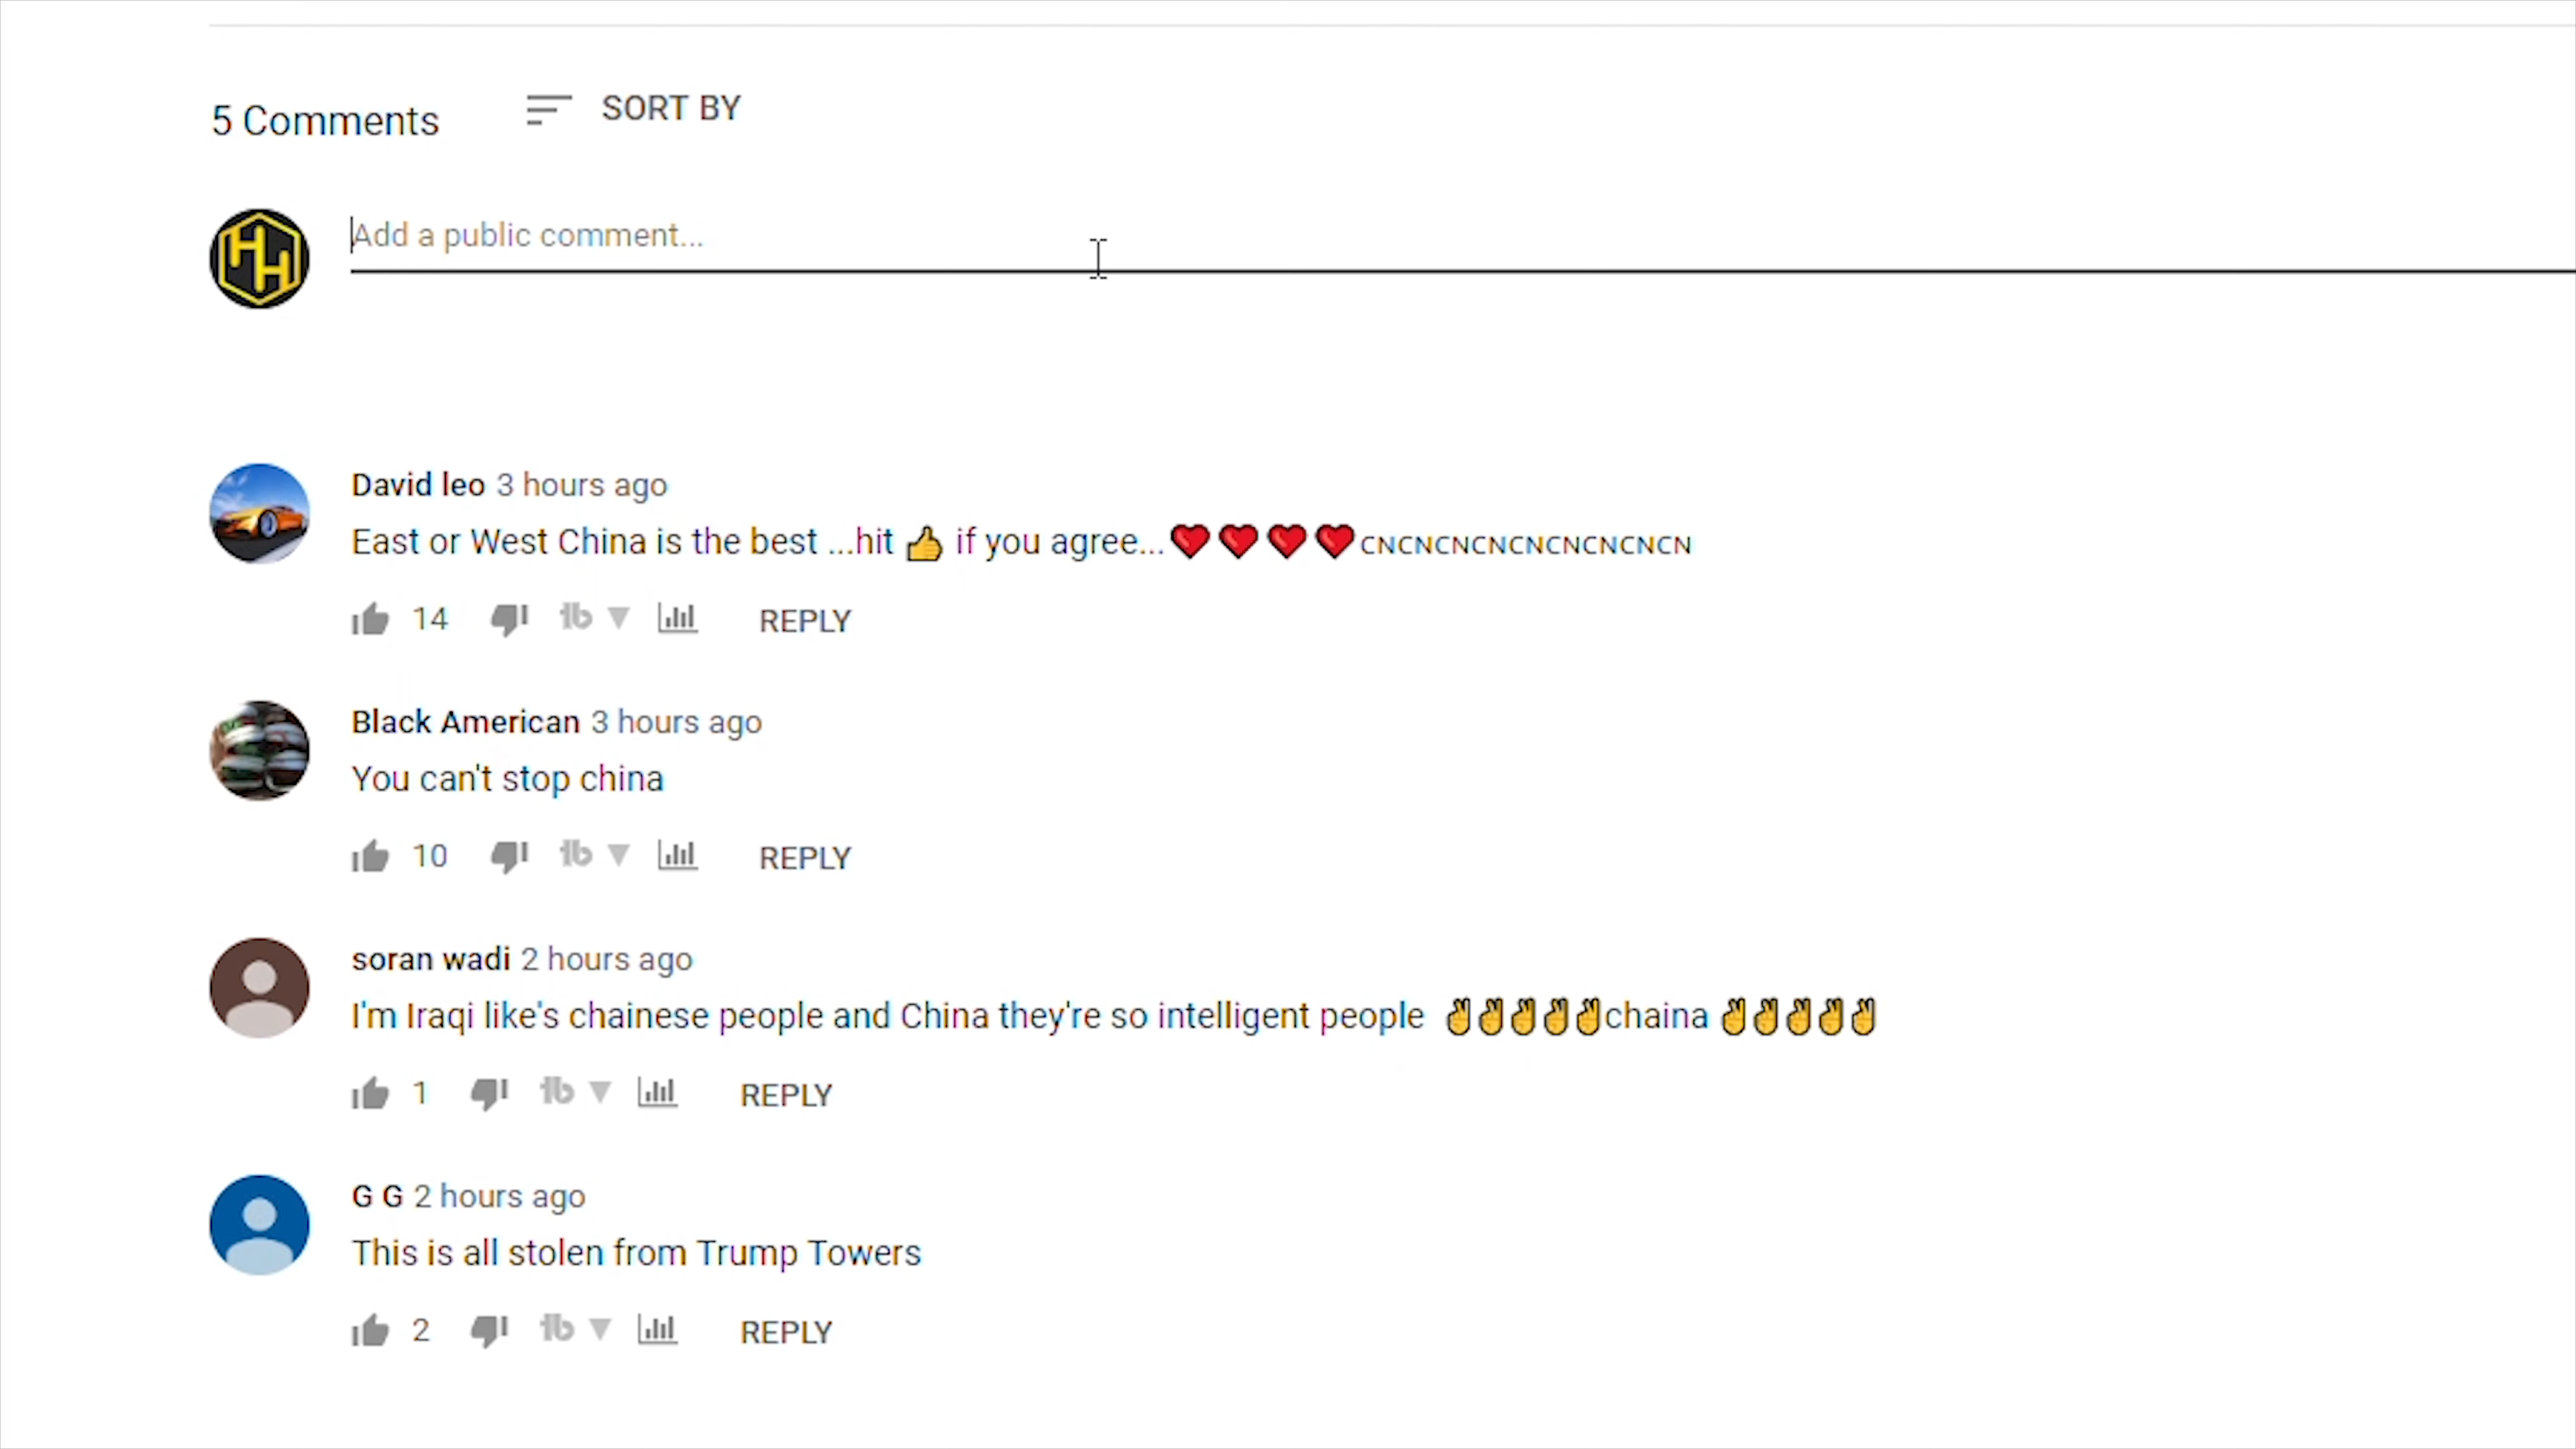 5 Comments SORT BY
HH
Add a public comment...
David leo 3 hours ago
East or West China is the best ...hit 👍 if you agree...❤❤❤❤CNCNCNCNCNCNCNCNCN
14 REPLY
Black American 3 hours ago
You can't stop china
10 REPLY
soran wadi 2 hours ago
I'm Iraqi like's chainese people and China they're so intelligent people ✌✌✌✌✌chaina ✌✌✌✌✌
1 REPLY
G G 2 hours ago
This is all stolen from Trump Towers
2 REPLY